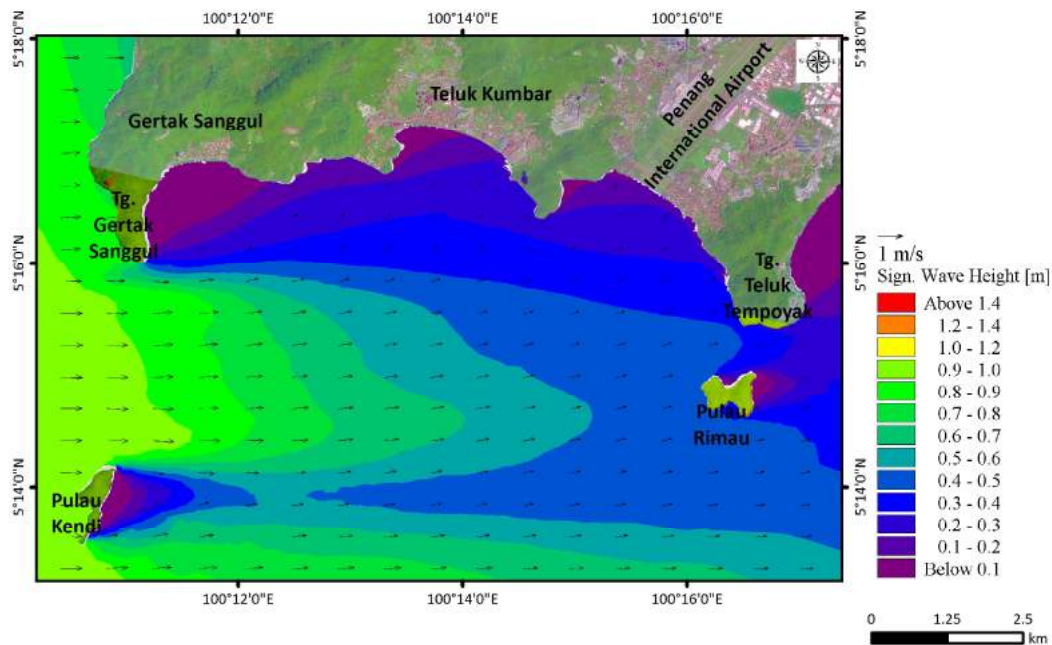 100°12'0"E
100°14'0"E
100°16'0"E
5°18'0"N
5°18'0"N
Penang
International Airport
Teluk Kumbar
Gertak Sanggul
Tg.
Gertak
Sanggul
5°16'0"N
5°16'0"N
Tg.
Teluk
Tempoyak
1 m/s
Sign. Wave Height [m]
Above 1.4
1.2 - 1.4
1.0 - 1.2
0.9 - 1.0
0.8 - 0.9
0.7 - 0.8
0.6 - 0.7
0.5 - 0.6
0.4 - 0.5
0.3 - 0.4
0.2 - 0.3
0.1 - 0.2
Below 0.1
Pulau
Rimau
5°14'0"N
5°14'0"N
Pulau
Kendi
100°12'0"E
100°14'0"E
100°16'0"E
0
1.25
2.5
km